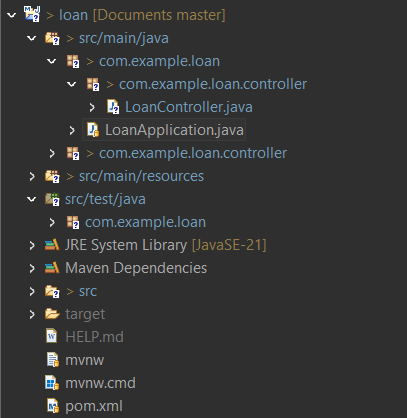 > loan [Documents master]
> src/main/java
> com.example.loan
> com.example.loan.controller
> LoanController.java
LoanApplication.java
> com.example.loan.controller
> src/main/resources
src/test/java
com.example.loan
JRE System Library [JavaSE-21]
Maven Dependencies
> src
target
HELP.md
mvnw
mvnw.cmd
pom.xml